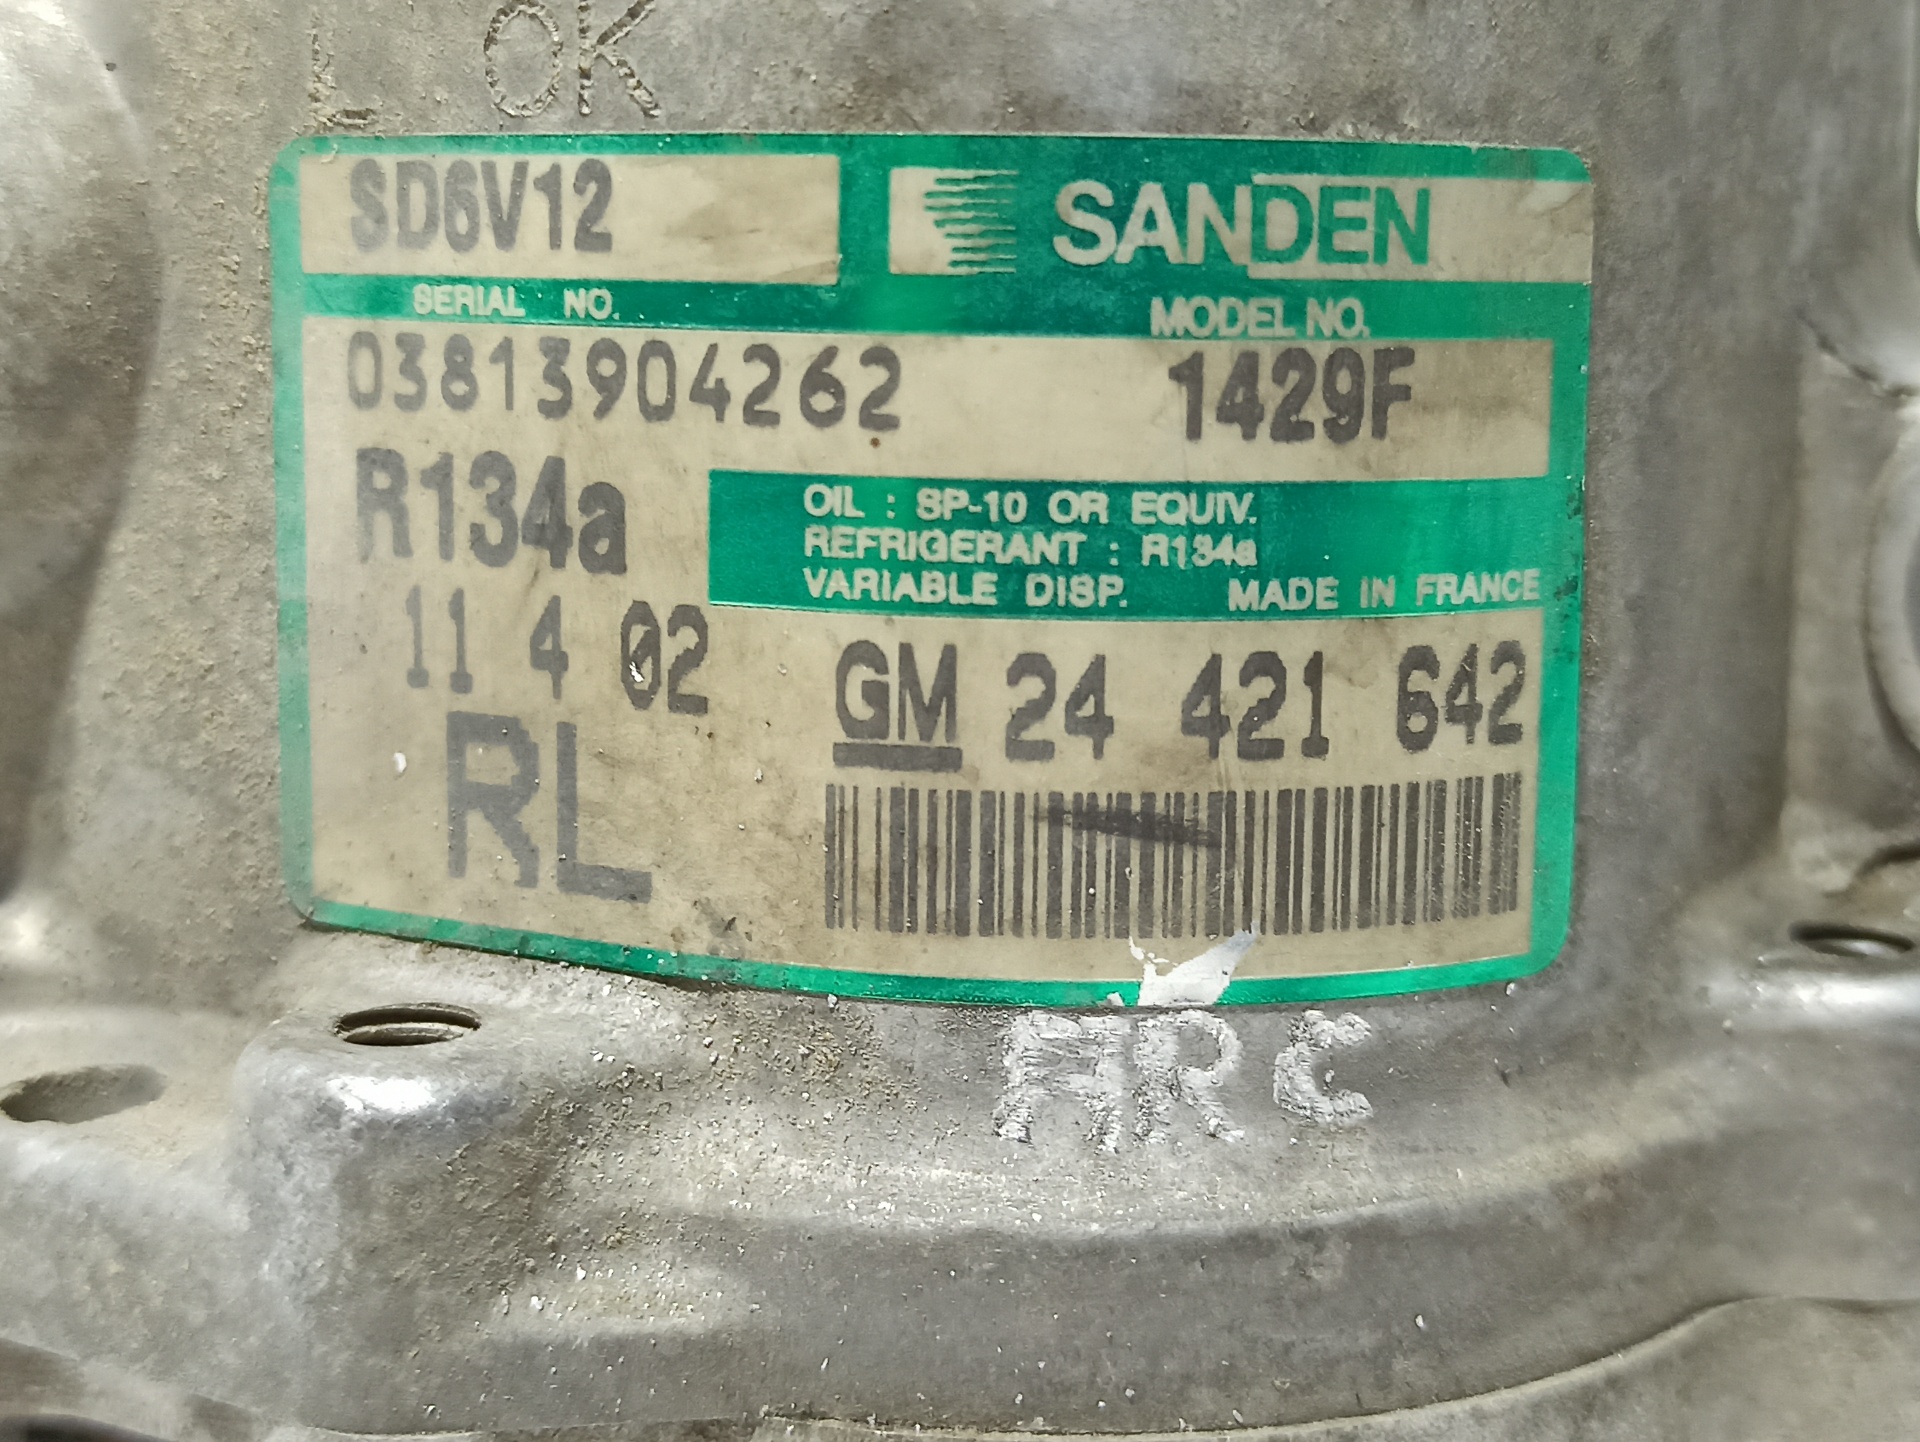 L OK
SD6V12
SANDEN
SERIAL NO.
MODEL NO.
03813904262
1429F
R134a
OIL : SP-10 OR EQUIV.
REFRIGERANT : R134a
VARIABLE DISP. MADE IN FRANCE
11 4 02
GM 24 421 642
RL
ARC